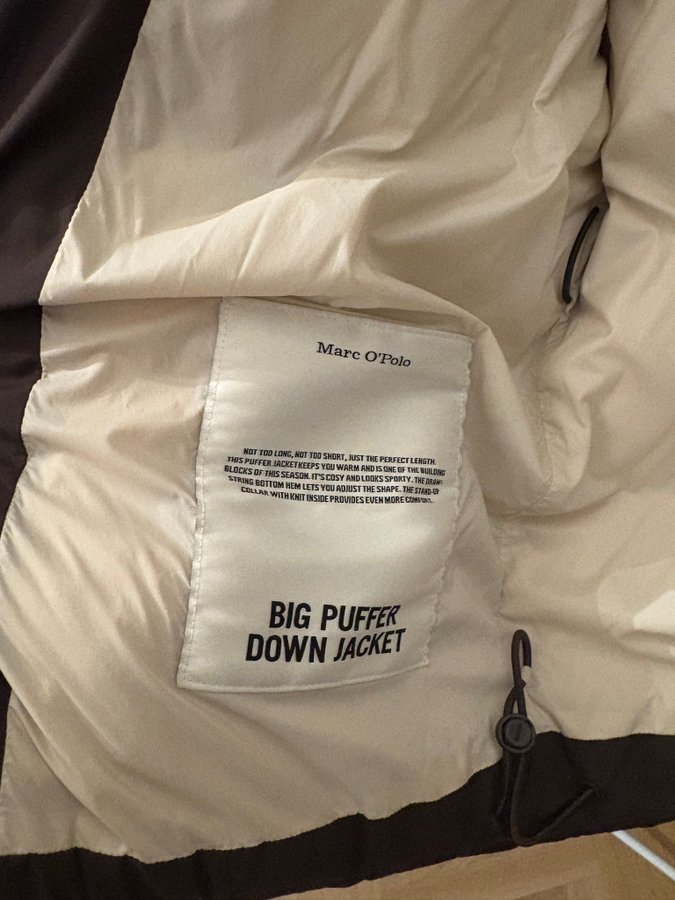 Marc O'Polo
NOT TOO LONG, NOT TOO SHORT, JUST THE PERFECT LENGTH:
THIS PUFFER JACKET KEEPS YOU WARM AND IS ONE OF THE BUILDING
BLOCKS OF THIS SEASON. IT'S COSY AND LOOKS SPORTY. THE DRAW-
STRING BOTTOM HEM LETS YOU ADJUST THE SHAPE. THE STAND-UP
COLLAR WITH KNIT INSIDE PROVIDES EVEN MORE COMFORT.
BIG PUFFER
DOWN JACKET